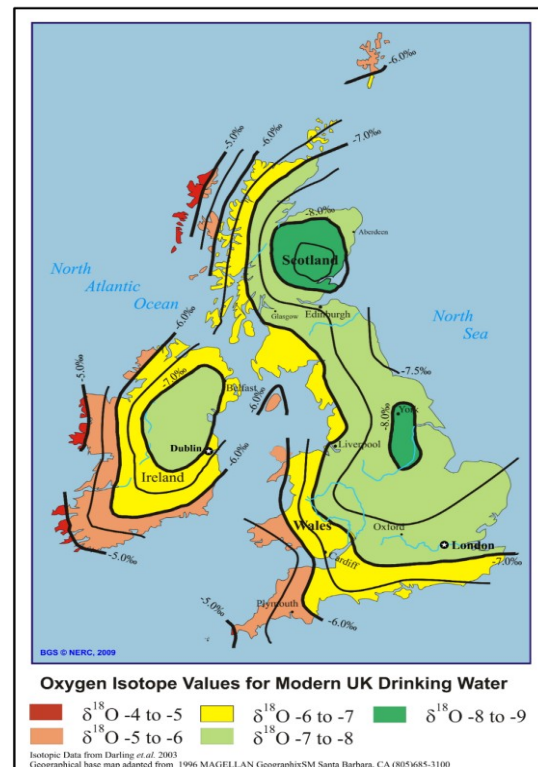 -6.0‰
-5.0‰
-6.0‰
-7.0‰
-8.0‰
Aberdeen
Scotland
North
Atlantic
Ocean
Glasgow
Edinburgh
North
Sea
-6.0‰
-5.0‰
-7.0‰
Belfast
-6.0‰
-7.5‰
-8.0‰
York
Dublin
Liverpool
Ireland
-6.0‰
Wales
Oxford
London
-5.0‰
Cardiff
-7.0‰
-5.0‰
Plymouth
-6.0‰
BGS © NERC, 2009
Oxygen Isotope Values for Modern UK Drinking Water
δ18O -4 to -5 δ18O -6 to -7 δ18O -8 to -9
δ18O -5 to -6 δ18O -7 to -8
Isotopic Data from Darling et al. 2003
Geographical base map adapted from 1996 MAGELLAN GeographixSM Santa Barbara, CA (805)685-3100